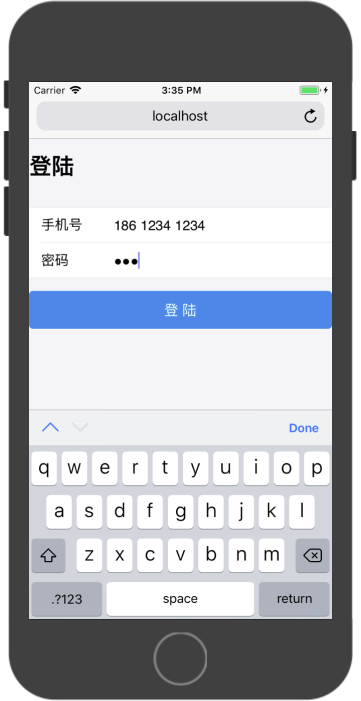 Carrier 3:35 PM
localhost
登陆
手机号 186 1234 1234
密码 •••
登 陆
Done
q w e r t y u i o p
a s d f g h j k l
z x c v b n m
.?123 space return